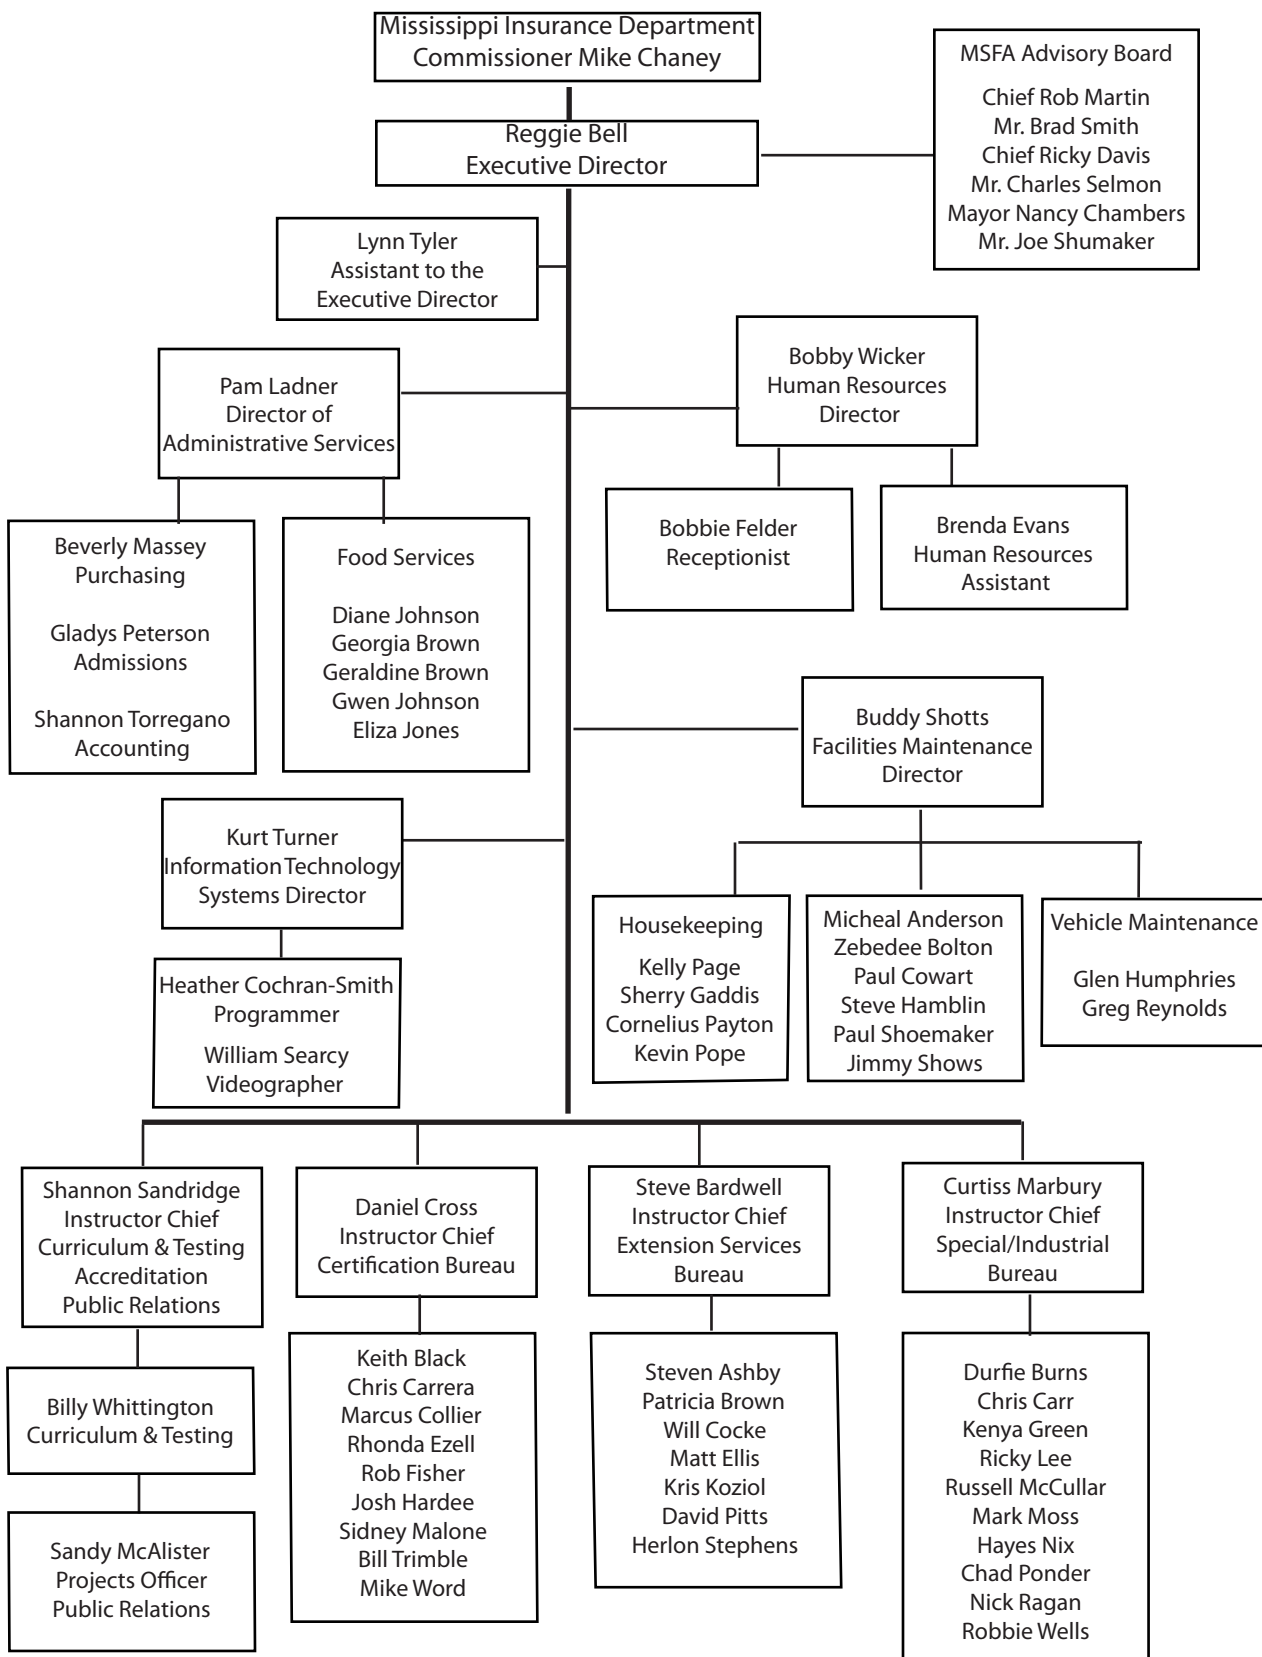 Mississippi Insurance Department
Commissioner Mike Chaney
MSFA Advisory Board
Chief Rob Martin
Mr. Brad Smith
Chief Ricky Davis
Mr. Charles Selmon
Mayor Nancy Chambers
Mr. Joe Shumaker
Reggie Bell
Executive Director
Lynn Tyler
Assistant to the
Executive Director
Pam Ladner
Director of
Administrative Services
Bobby Wicker
Human Resources
Director
Beverly Massey
Purchasing
Gladys Peterson
Admissions
Shannon Torregano
Accounting
Food Services
Diane Johnson
Georgia Brown
Geraldine Brown
Gwen Johnson
Eliza Jones
Bobbie Felder
Receptionist
Brenda Evans
Human Resources
Assistant
Buddy Shotts
Facilities Maintenance
Director
Kurt Turner
Information Technology
Systems Director
Heather Cochran-Smith
Programmer
William Searcy
Videographer
Housekeeping
Kelly Page
Sherry Gaddis
Cornelius Payton
Kevin Pope
Micheal Anderson
Zebedee Bolton
Paul Cowart
Steve Hamblin
Paul Shoemaker
Jimmy Shows
Vehicle Maintenance
Glen Humphries
Greg Reynolds
Shannon Sandridge
Instructor Chief
Curriculum & Testing
Accreditation
Public Relations
Daniel Cross
Instructor Chief
Certification Bureau
Steve Bardwell
Instructor Chief
Extension Services
Bureau
Curtiss Marbury
Instructor Chief
Special/Industrial
Bureau
Billy Whittington
Curriculum & Testing
Sandy McAlister
Projects Officer
Public Relations
Keith Black
Chris Carrera
Marcus Collier
Rhonda Ezell
Rob Fisher
Josh Hardee
Sidney Malone
Bill Trimble
Mike Word
Steven Ashby
Patricia Brown
Will Cocke
Matt Ellis
Kris Koziol
David Pitts
Herlon Stephens
Durfie Burns
Chris Carr
Kenya Green
Ricky Lee
Russell McCullar
Mark Moss
Hayes Nix
Chad Ponder
Nick Ragan
Robbie Wells